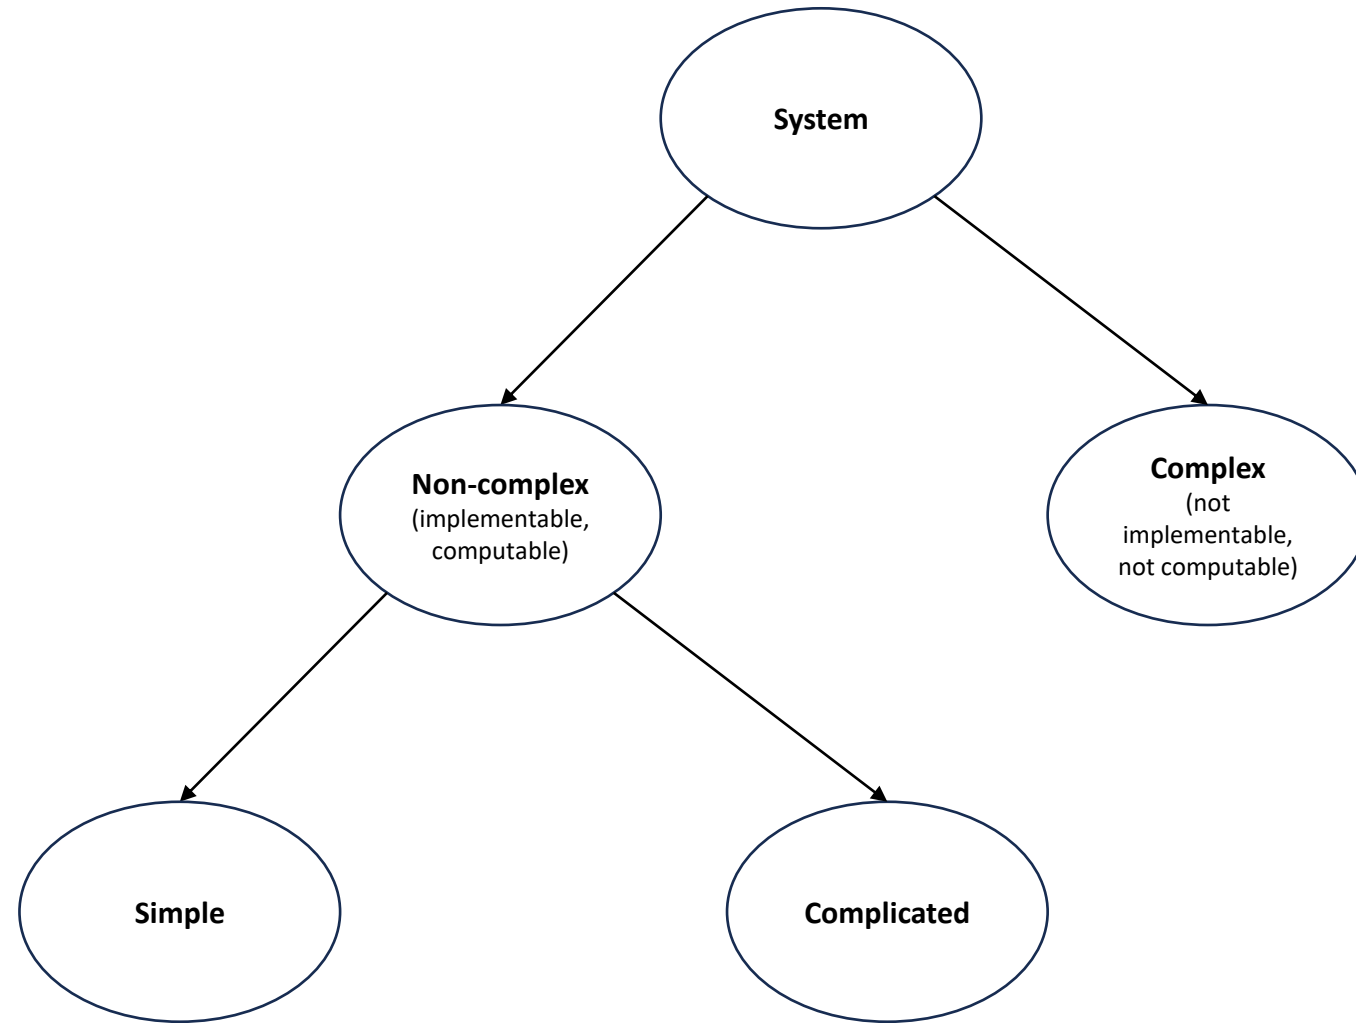 System
Non-complex
(implementable,
computable)
Complex
(not
implementable,
not computable)
Simple
Complicated